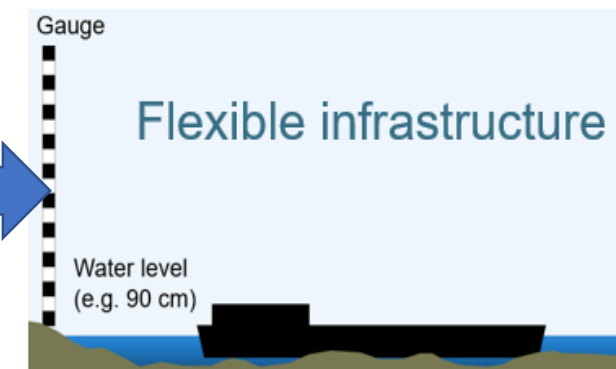 Gauge
Flexible infrastructure
Water level
(e.g. 90 cm)